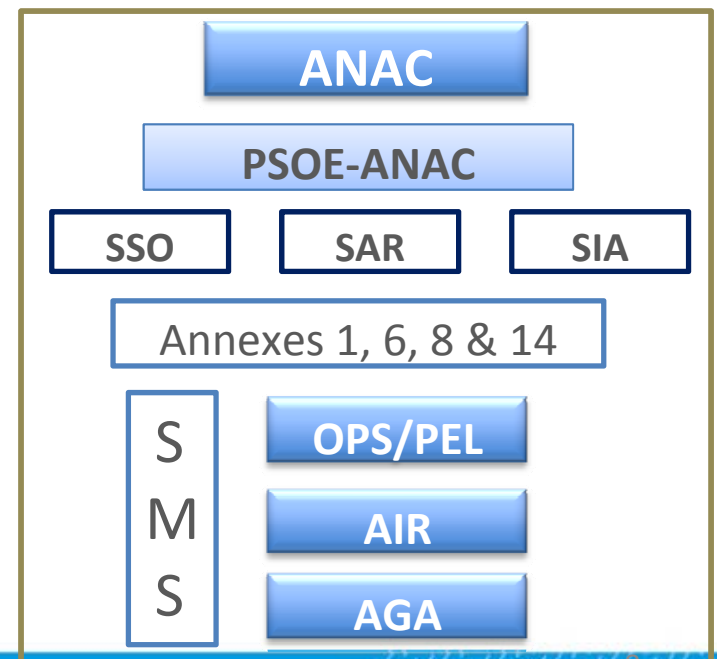 ANAC
PSOE-ANAC
SSO SAR SIA
Annexes 1, 6, 8 & 14
S
M
S
OPS/PEL
AIR
AGA